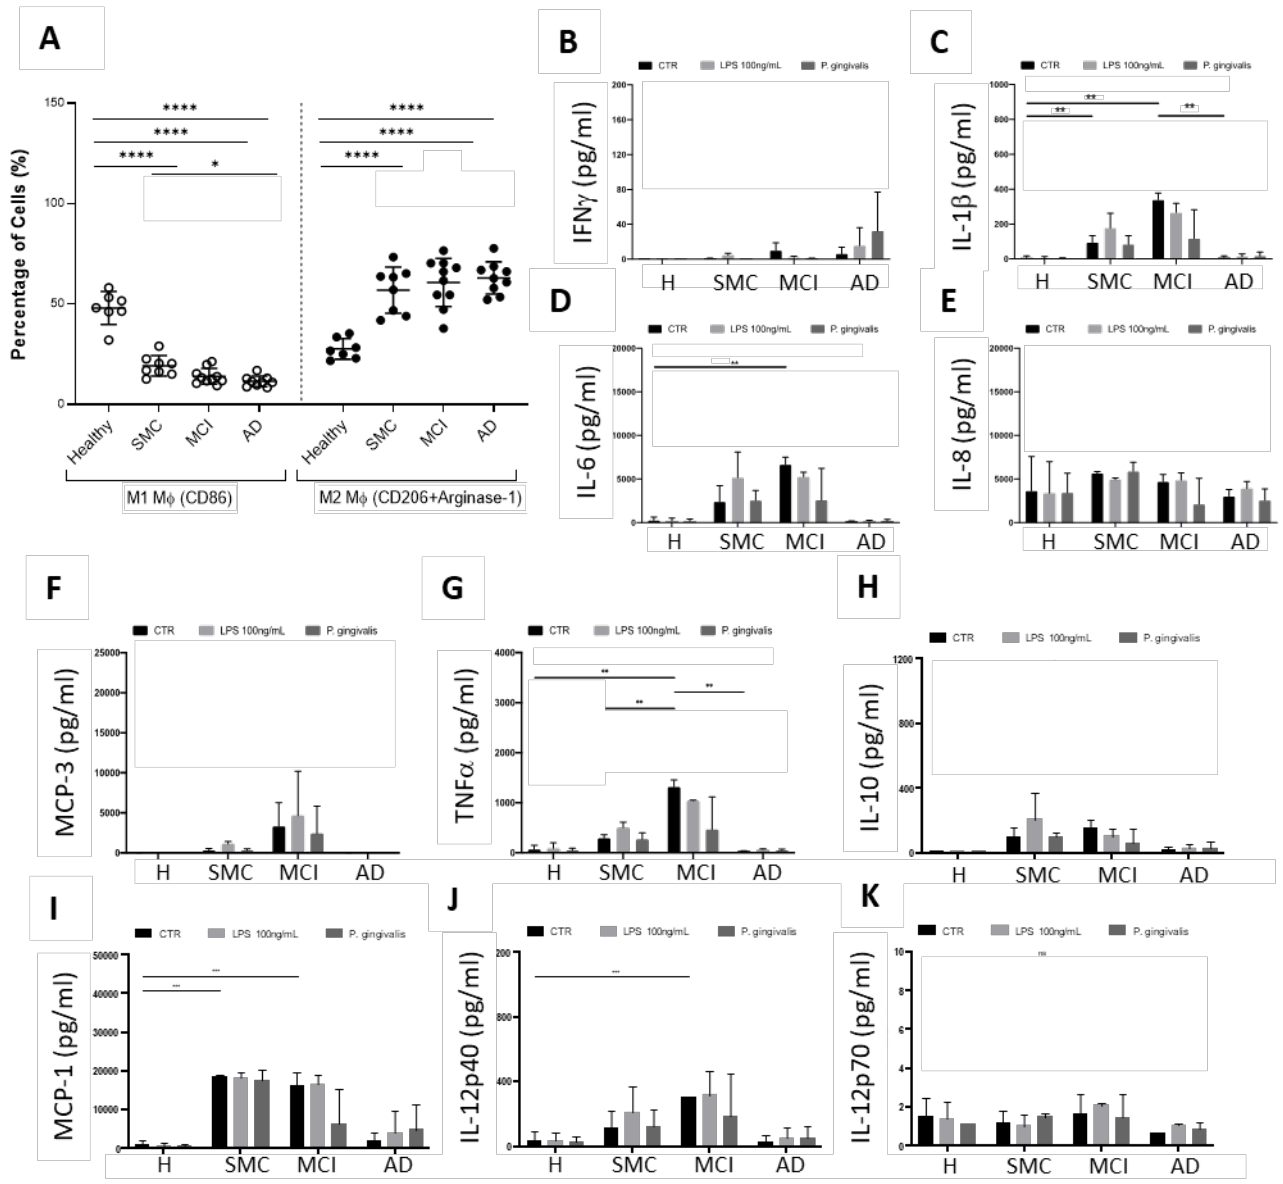 A
Percentage of Cells (%)
150
100
50
0
****
****
****
*
****
****
****
Healthy
SMC
MCI
AD
Healthy
SMC
MCI
AD
M1 Mϕ (CD86)
M2 Mϕ (CD206+Arginase-1)
B
CTR LPS 100ng/mL P. gingivalis
IFNγ (pg/ml)
200
160
120
80
40
0
H SMC MCI AD
C
CTR LPS 100ng/mL P. gingivalis
IL-1β (pg/ml)
1000
800
600
400
200
0
**
**
**
H SMC MCI AD
D
CTR LPS 100ng/mL P. gingivalis
IL-6 (pg/ml)
20000
15000
10000
5000
0
**
H SMC MCI AD
E
CTR LPS 100ng/mL P. gingivalis
IL-8 (pg/ml)
20000
15000
10000
5000
0
H SMC MCI AD
F
CTR LPS 100ng/mL P. gingivalis
MCP-3 (pg/ml)
25000
20000
15000
10000
5000
0
H SMC MCI AD
G
CTR LPS 100ng/mL P. gingivalis
TNFα (pg/ml)
4000
3000
2000
1000
0
**
**
**
H SMC MCI AD
H
CTR LPS 100ng/mL P. gingivalis
IL-10 (pg/ml)
1200
800
400
0
H SMC MCI AD
I
CTR LPS 100ng/mL P. gingivalis
MCP-1 (pg/ml)
50000
40000
30000
20000
10000
0
***
***
H SMC MCI AD
J
CTR LPS 100ng/mL P. gingivalis
IL-12p40 (pg/ml)
800
400
0
***
H SMC MCI AD
K
CTR LPS 100ng/mL P. gingivalis
IL-12p70 (pg/ml)
10
8
6
4
2
0
ns
H SMC MCI AD